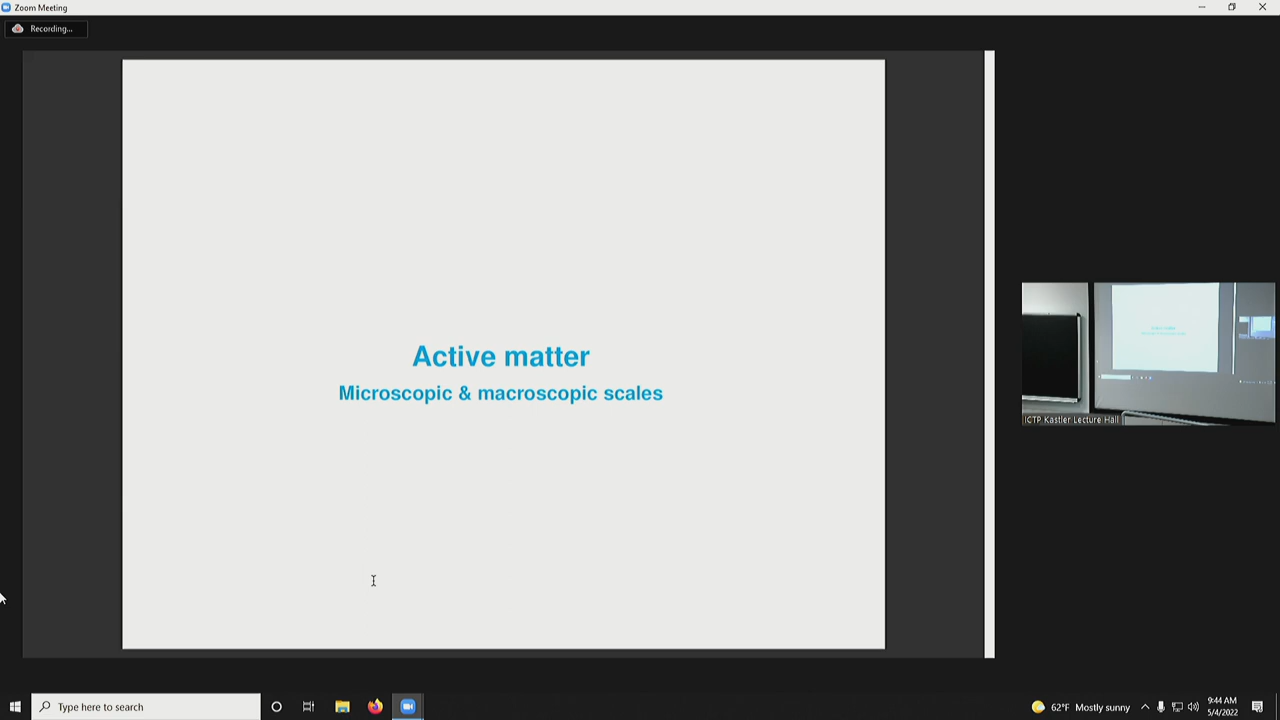 Zoom Meeting
Recording...
Active matter
Microscopic & macroscopic scales
ICTP Kastler Lecture Hall
Type here to search
62°F Mostly sunny
9:44 AM
5/4/2022